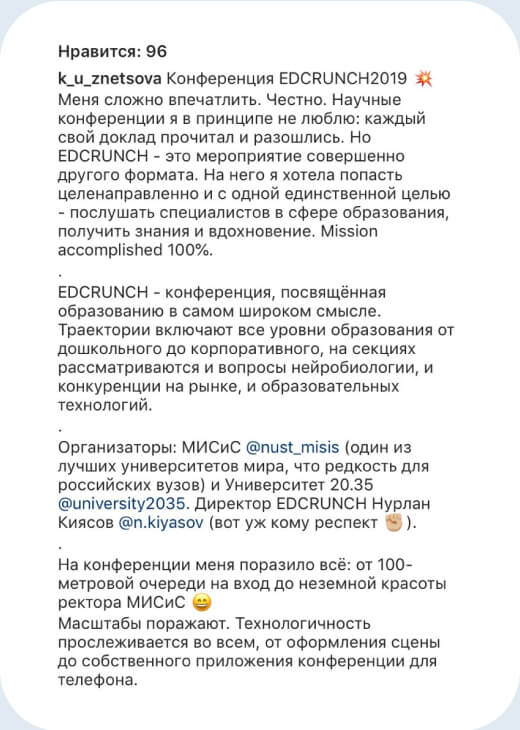 Нравится: 96
k_u_znetsova Конференция EDCRUNCH2019 💥
Меня сложно впечатлить. Честно. Научные
конференции я в принципе не люблю: каждый
свой доклад прочитал и разошлись. Но
EDCRUNCH - это мероприятие совершенно
другого формата. На него я хотела попасть
целенаправленно и с одной единственной целью
- послушать специалистов в сфере образования,
получить знания и вдохновение. Mission
accomplished 100%.
.
EDCRUNCH - конференция, посвящённая
образованию в самом широком смысле.
Траектории включают все уровни образования от
дошкольного до корпоративного, на секциях
рассматриваются и вопросы нейробиологии, и
конкуренции на рынке, и образовательных
технологий.
.
Организаторы: МИСиС @nust_misis (один из
лучших университетов мира, что редкость для
российских вузов) и Университет 20.35
@university2035. Директор EDCRUNCH Нурлан
Киясов @n.kiyasov (вот уж кому респект ✊🏼).
.
На конференции меня поразило всё: от 100-
метровой очереди на вход до неземной красоты
ректора МИСиС 😄
Масштабы поражают. Технологичность
прослеживается во всем, от оформления сцены
до собственного приложения конференции для
телефона.